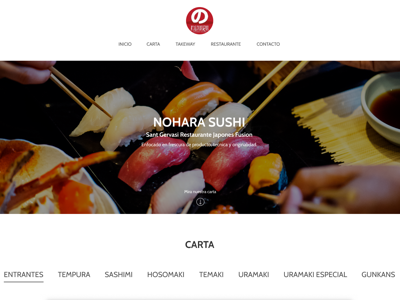 INICIO CARTA TAKEAWAY RESTAURANTE CONTACTO
NOHARA SUSHI
Sant Gervasi Restaurante Japones Fusion
Enfocado en frescura de producto, técnica y originalidad
nuestra carta
CARTA
ENTRANTES TEMPURA SASHIMI HOSOMAKI TEMAKI URAMAKI URAMAKI ESPECIAL GUNKANS